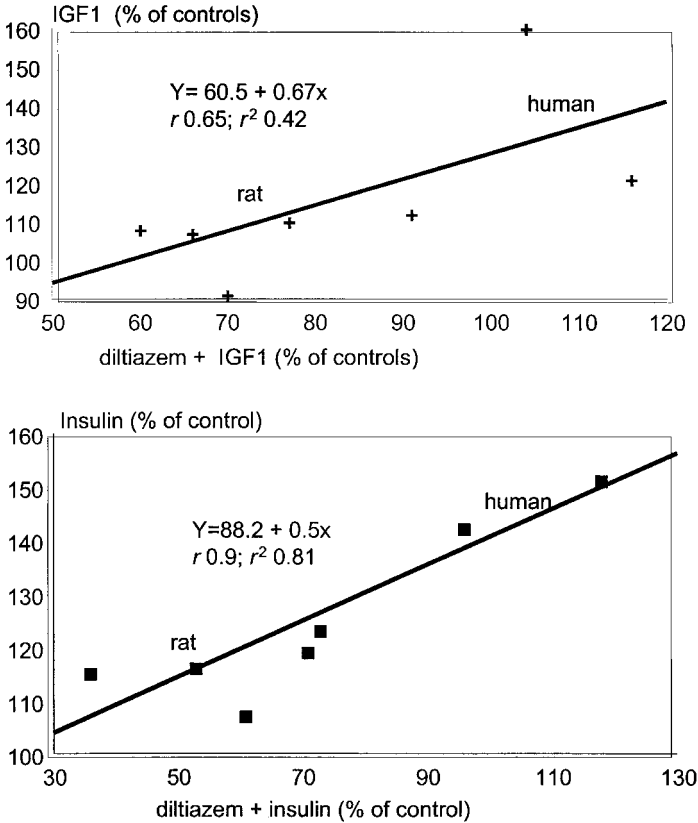 IGF1 (% of controls)
160
150
140
130
120
110
100
90
Y= 60.5 + 0.67x
r 0.65; r² 0.42
human
rat
50 60 70 80 90 100 110 120
diltiazem + IGF1 (% of controls)
Insulin (% of control)
160
150
140
130
120
110
100
Y=88.2 + 0.5x
r 0.9; r² 0.81
human
rat
30 50 70 90 110 130
diltiazem + insulin (% of control)